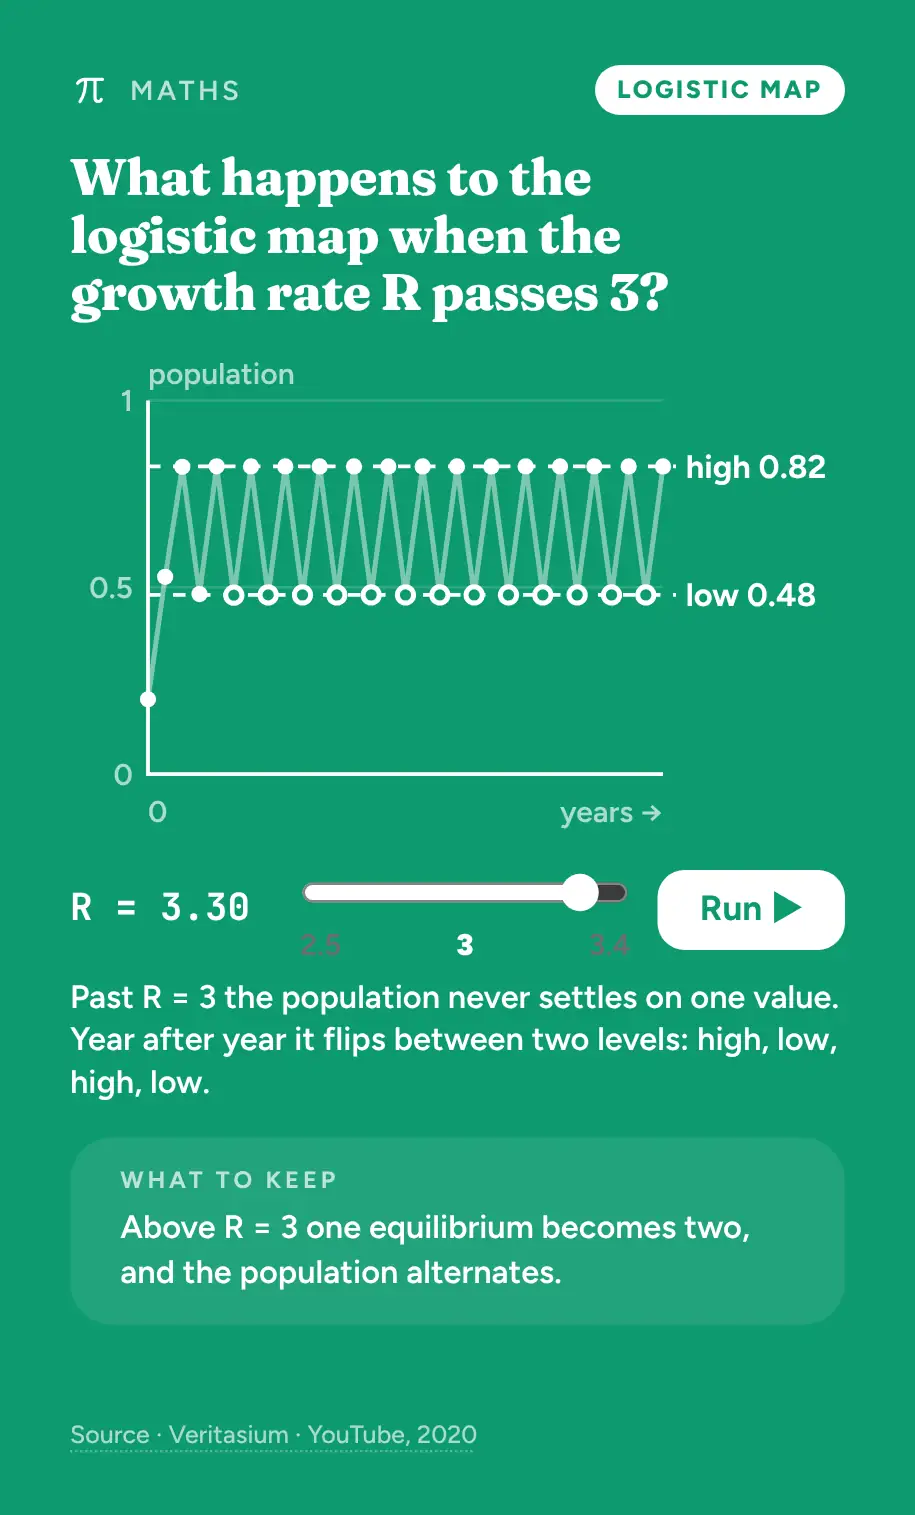 π MATHS
LOGISTIC MAP
What happens to the
logistic map when the
growth rate R passes 3?
population
1
high 0.82
0.5
low 0.48
0
0
years →
R = 3.30
Run ▶
2.5
3
3.4
Past R = 3 the population never settles on one value.
Year after year it flips between two levels: high, low,
high, low.
WHAT TO KEEP
Above R = 3 one equilibrium becomes two,
and the population alternates.
Source · Veritasium · YouTube, 2020